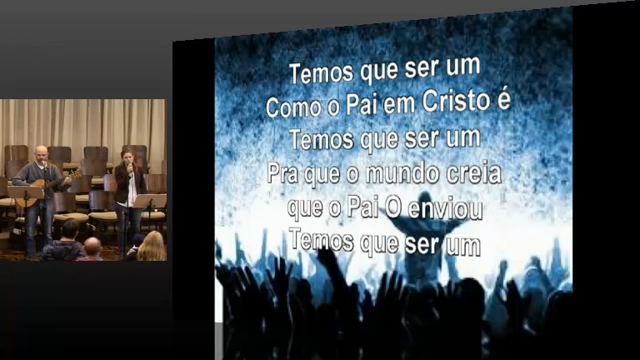 Temos que ser um
Como o Pai em Cristo é
Temos que ser um
Pra que o mundo creia
que o Pai O enviou
Temos que ser um